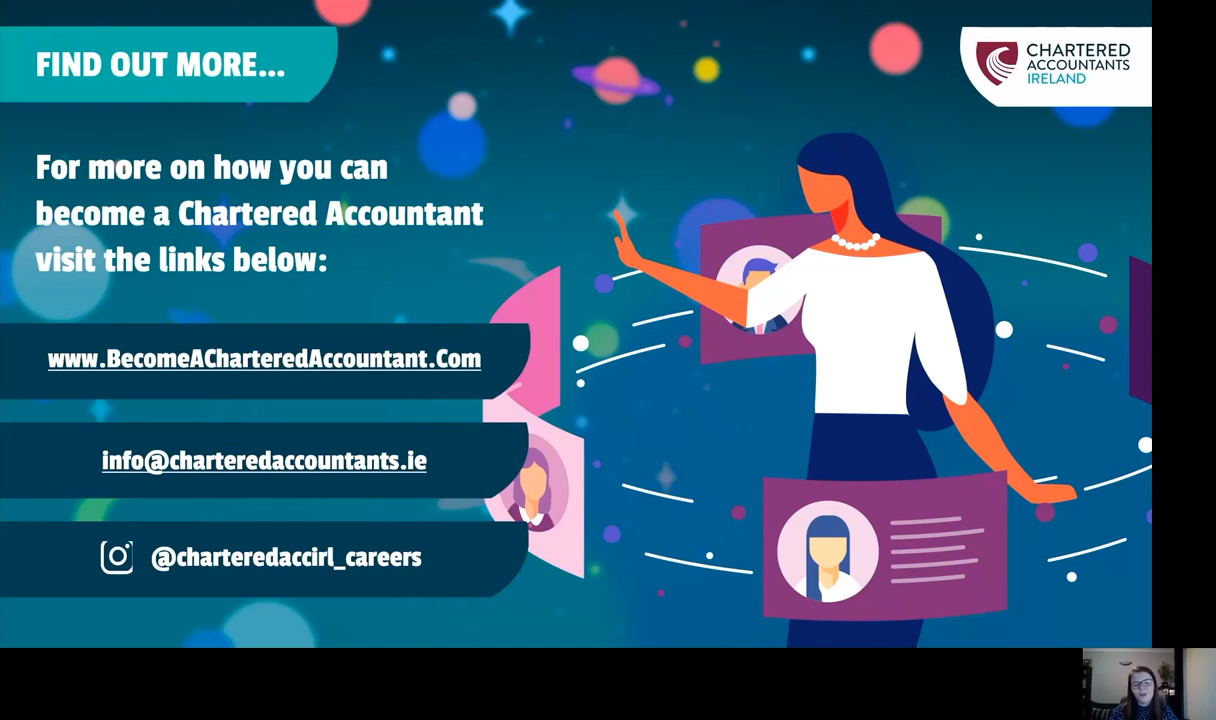 FIND OUT MORE...
CHARTERED
ACCOUNTANTS
IRELAND
For more on how you can
become a Chartered Accountant
visit the links below:
www.BecomeACharteredAccountant.Com
info@charteredaccountants.ie
@charteredaccirl_careers